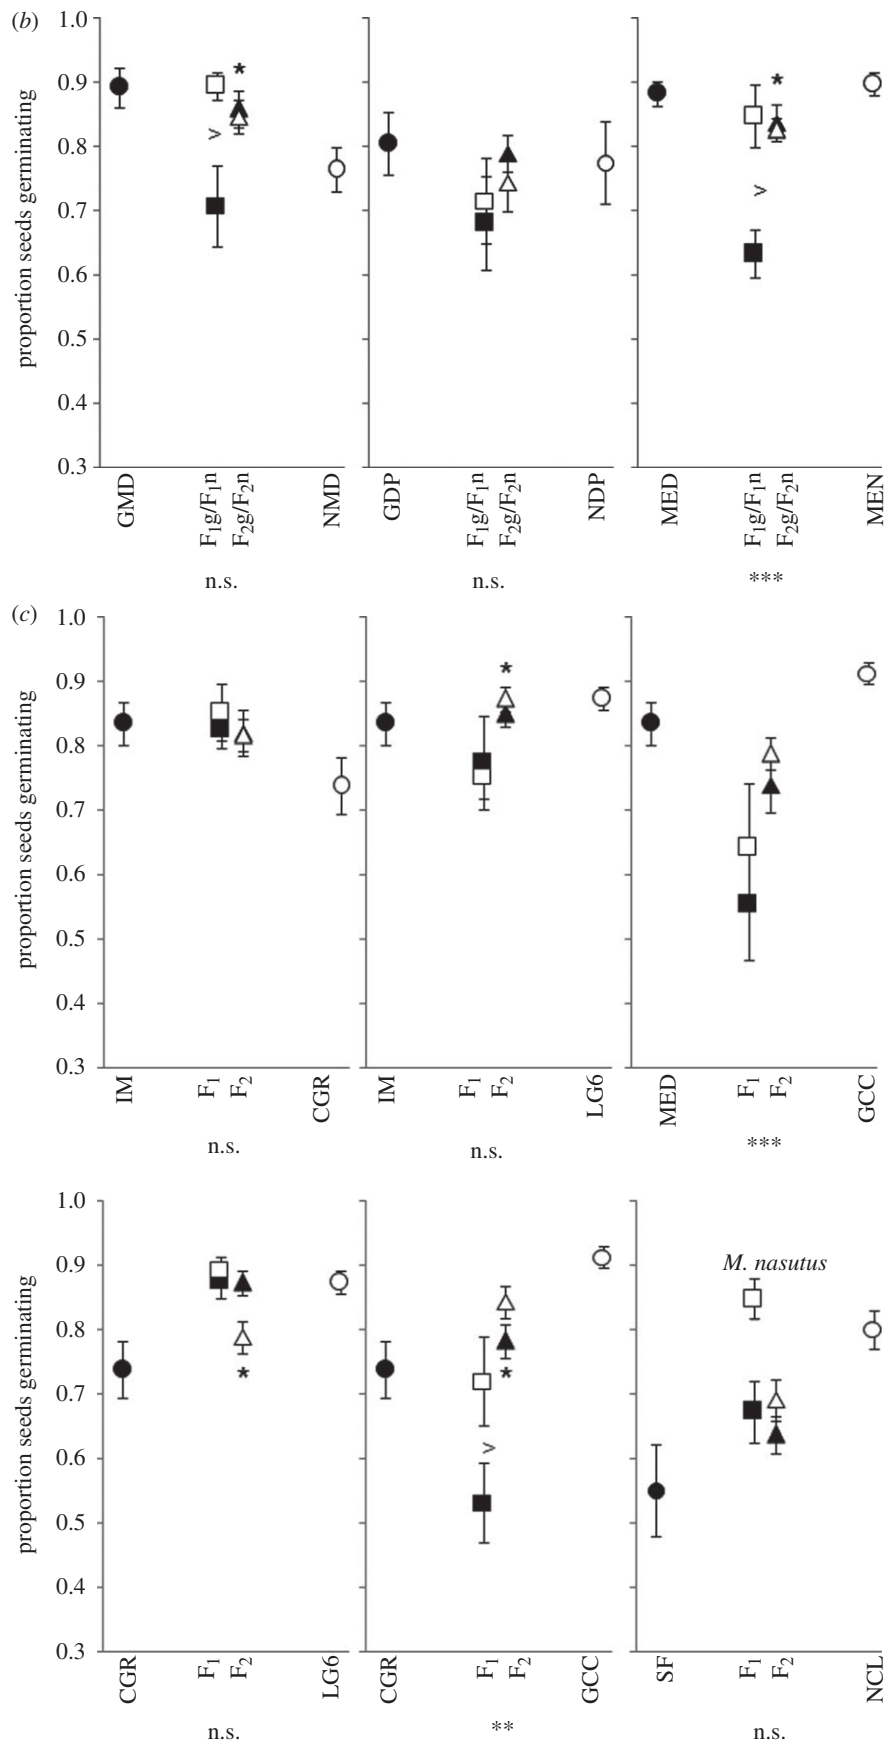 (b)
proportion seeds germinating
1.0
0.9
0.8
0.7
0.6
0.5
0.4
0.3
*
>
*
>
GMD
F1g/F1n
F2g/F2n
NMD
GDP
F1g/F1n
F2g/F2n
NDP
MED
F1g/F1n
F2g/F2n
MEN
n.s.
n.s.
***
(c)
proportion seeds germinating
1.0
0.9
0.8
0.7
0.6
0.5
0.4
0.3
*
IM
F1
F2
CGR
IM
F1
F2
LG6
MED
F1
F2
GCC
n.s.
n.s.
***
proportion seeds germinating
1.0
0.9
0.8
0.7
0.6
0.5
0.4
0.3
*
*
>
M. nasutus
CGR
F1
F2
LG6
CGR
F1
F2
GCC
SF
F1
F2
NCL
n.s.
**
n.s.